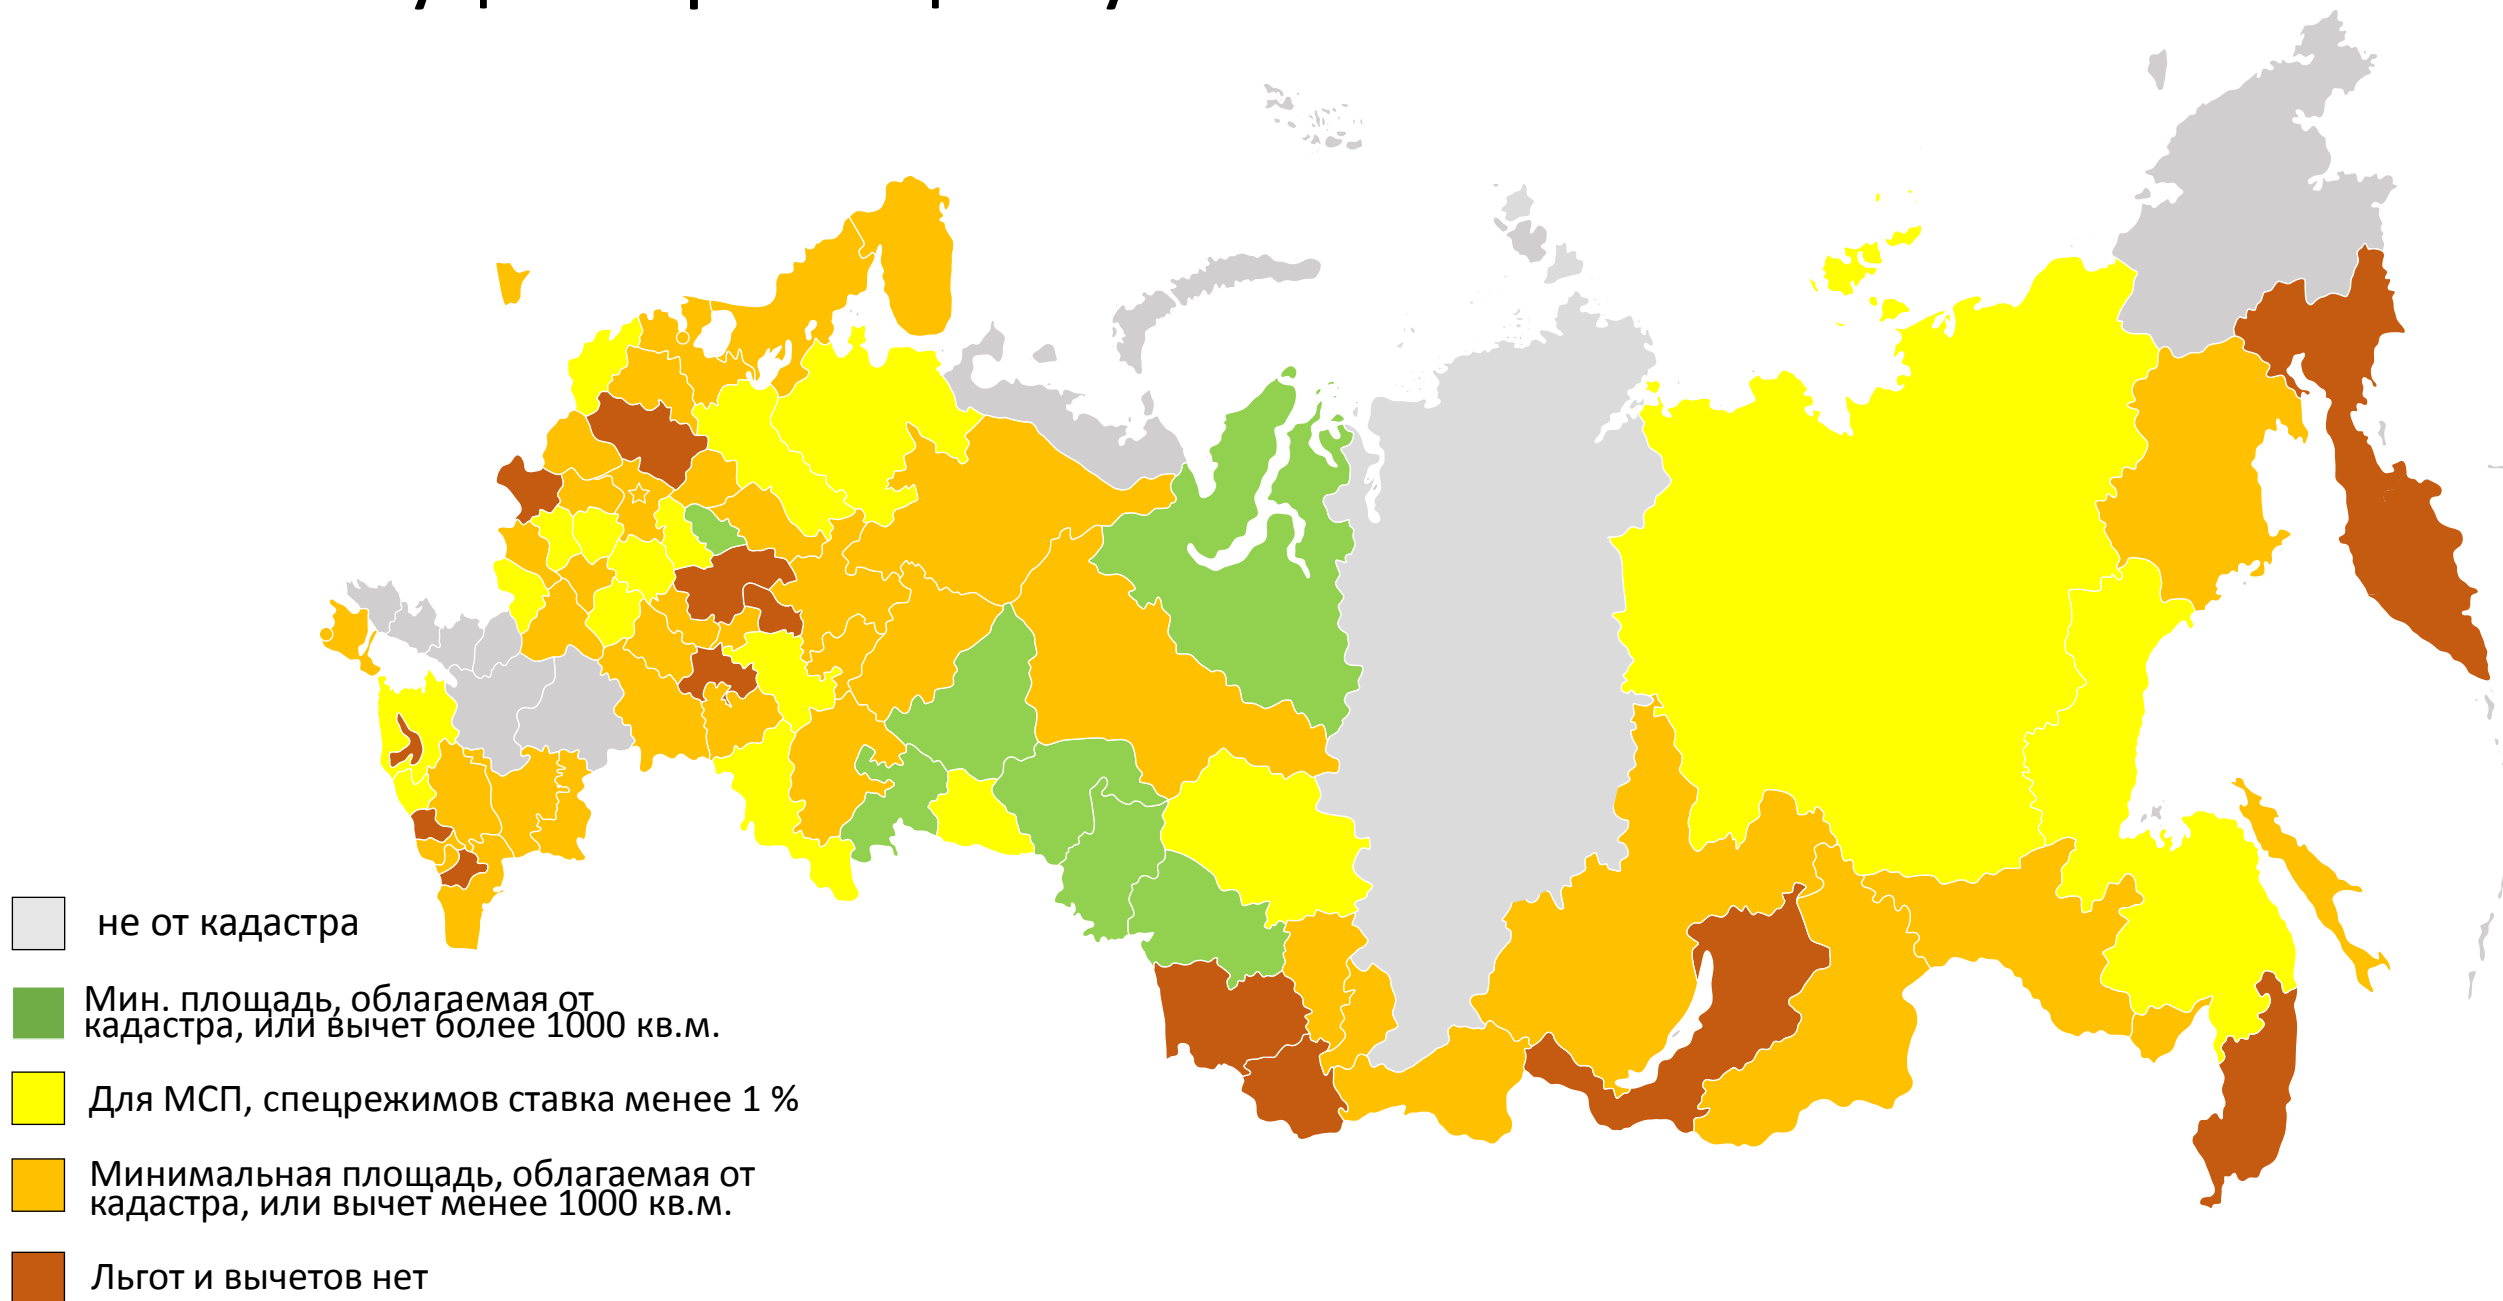 не от кадастра
Мин. площадь, облагаемая от
кадастра, или вычет более 1000 кв.м.
Для МСП, спецрежимов ставка менее 1 %
Минимальная площадь, облагаемая от
кадастра, или вычет менее 1000 кв.м.
Льгот и вычетов нет